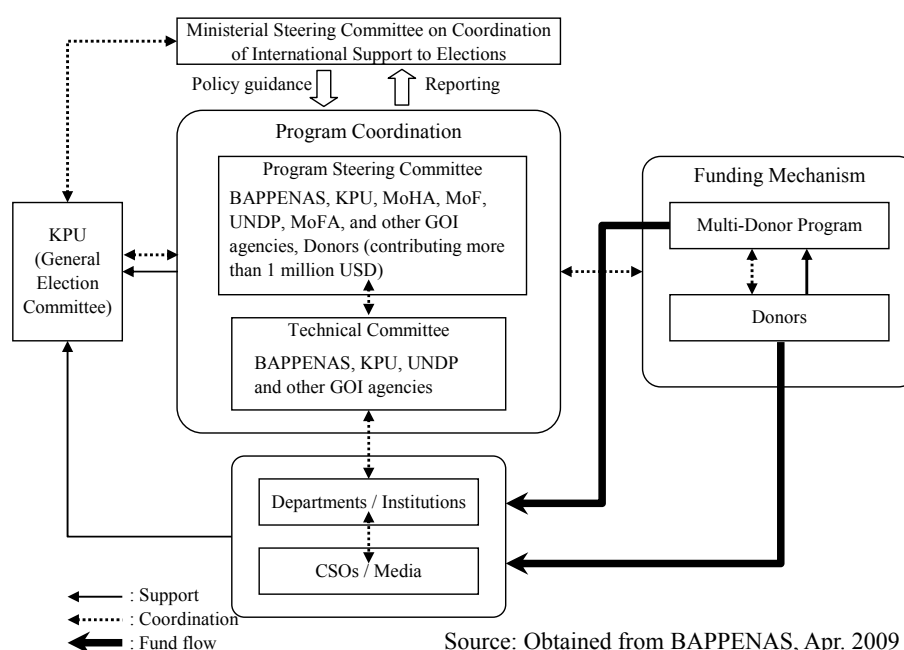 Ministerial Steering Committee on Coordination
of International Support to Elections
Policy guidance
Reporting
Program Coordination
Program Steering Committee
BAPPENAS, KPU, MoHA, MoF,
UNDP, MoFA, and other GOI
agencies, Donors (contributing more
than 1 million USD)
Technical Committee
BAPPENAS, KPU, UNDP
and other GOI agencies
KPU
(General
Election
Committee)
Funding Mechanism
Multi-Donor Program
Donors
Departments / Institutions
CSOs / Media
: Support
: Coordination
: Fund flow
Source: Obtained from BAPPENAS, Apr. 2009